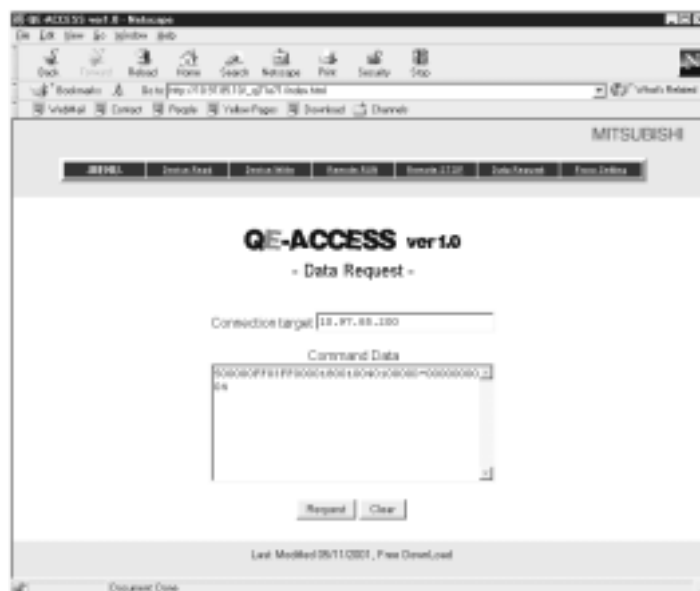 QE-ACCESS ver1.0 - Netscape
File Edit View Go Window Help
Back Forward Reload Home Search Netscape Print Security Stop
Bookmarks Go to What's Related
WebMail Contact People Yellow Pages Download Channels
MITSUBISHI
Device Read Device Write Remote RUN Remote STOP Data Request
QE-ACCESS ver1.0
- Data Request -
Connection target
Command Data
Request Clear
Last Modified 09/11/2001, Free DownLoad
Document Done